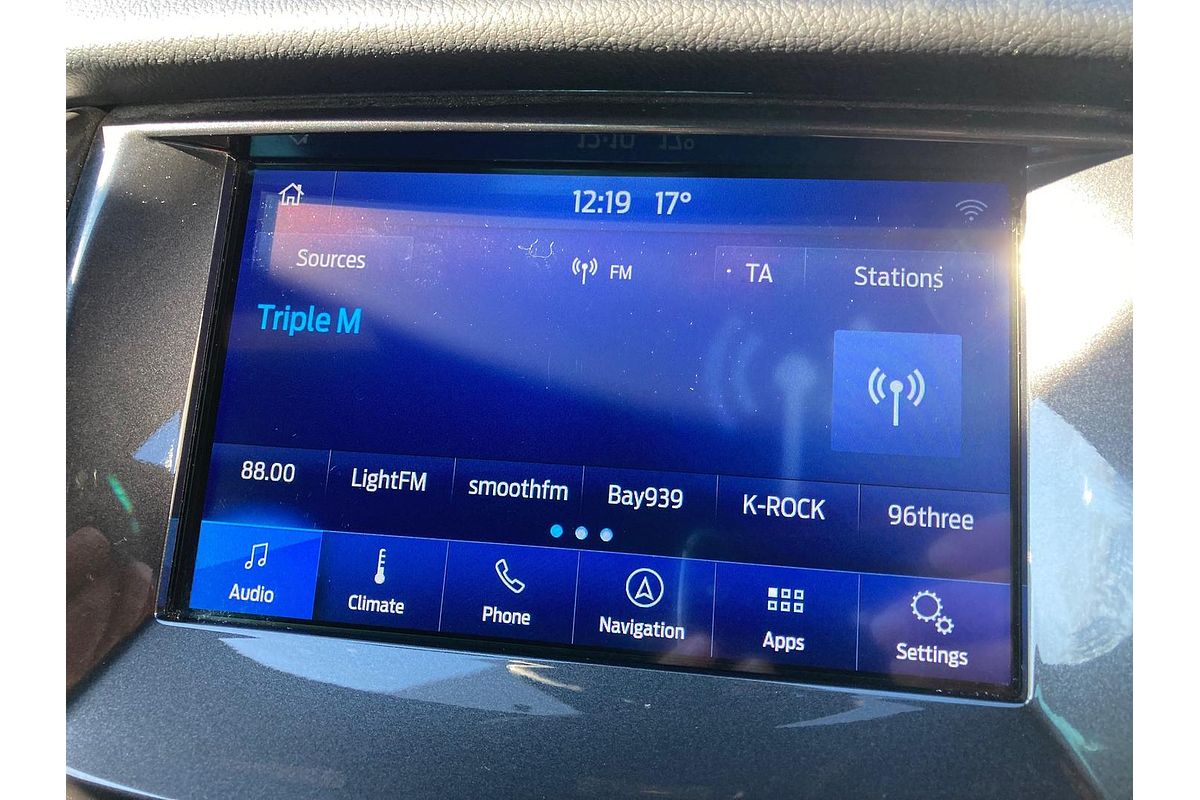 12:19 17°
Sources FM TA Stations
Triple M
88.00 LightFM smoothfm Bay939 K-ROCK 96three
Audio Climate Phone Navigation Apps Settings